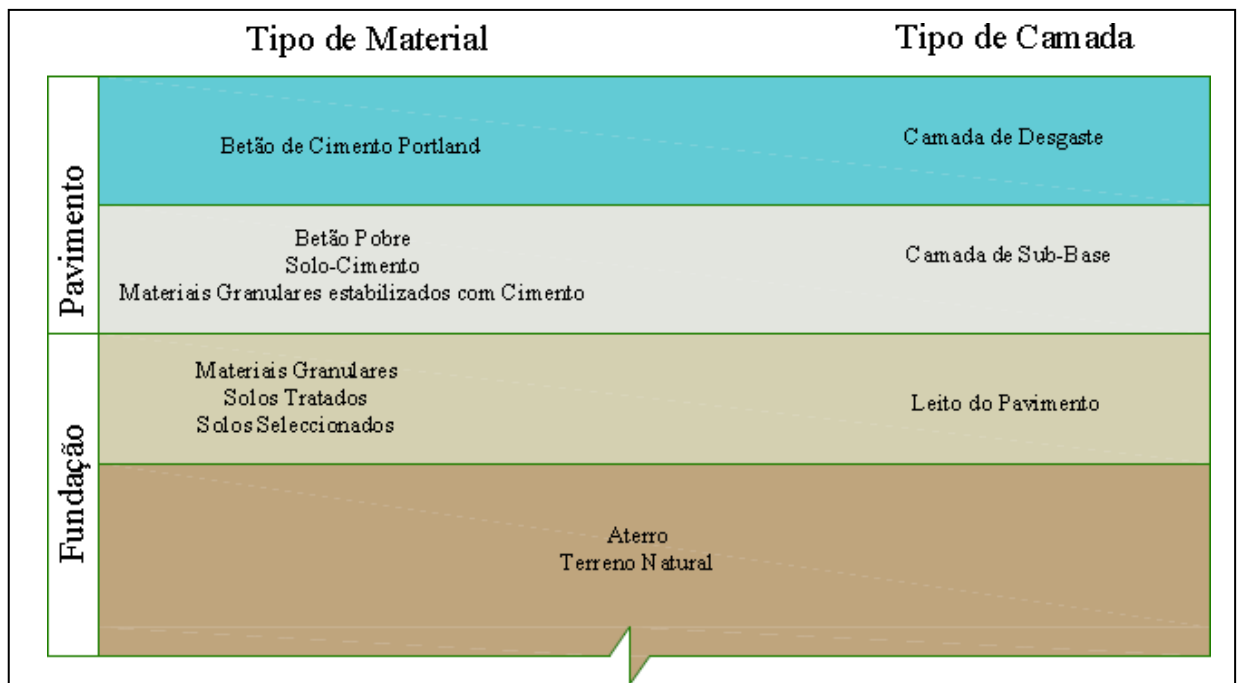 Tipo de Material
Tipo de Camada
Pavimento
Betão de Cimento Portland
Camada de Desgaste
Betão Pobre
Solo-Cimento
Materiais Granulares estabilizados com Cimento
Camada de Sub-Base
Fundação
Materiais Granulares
Solos Tratados
Solos Seleccionados
Leito do Pavimento
Aterro
Terreno Natural